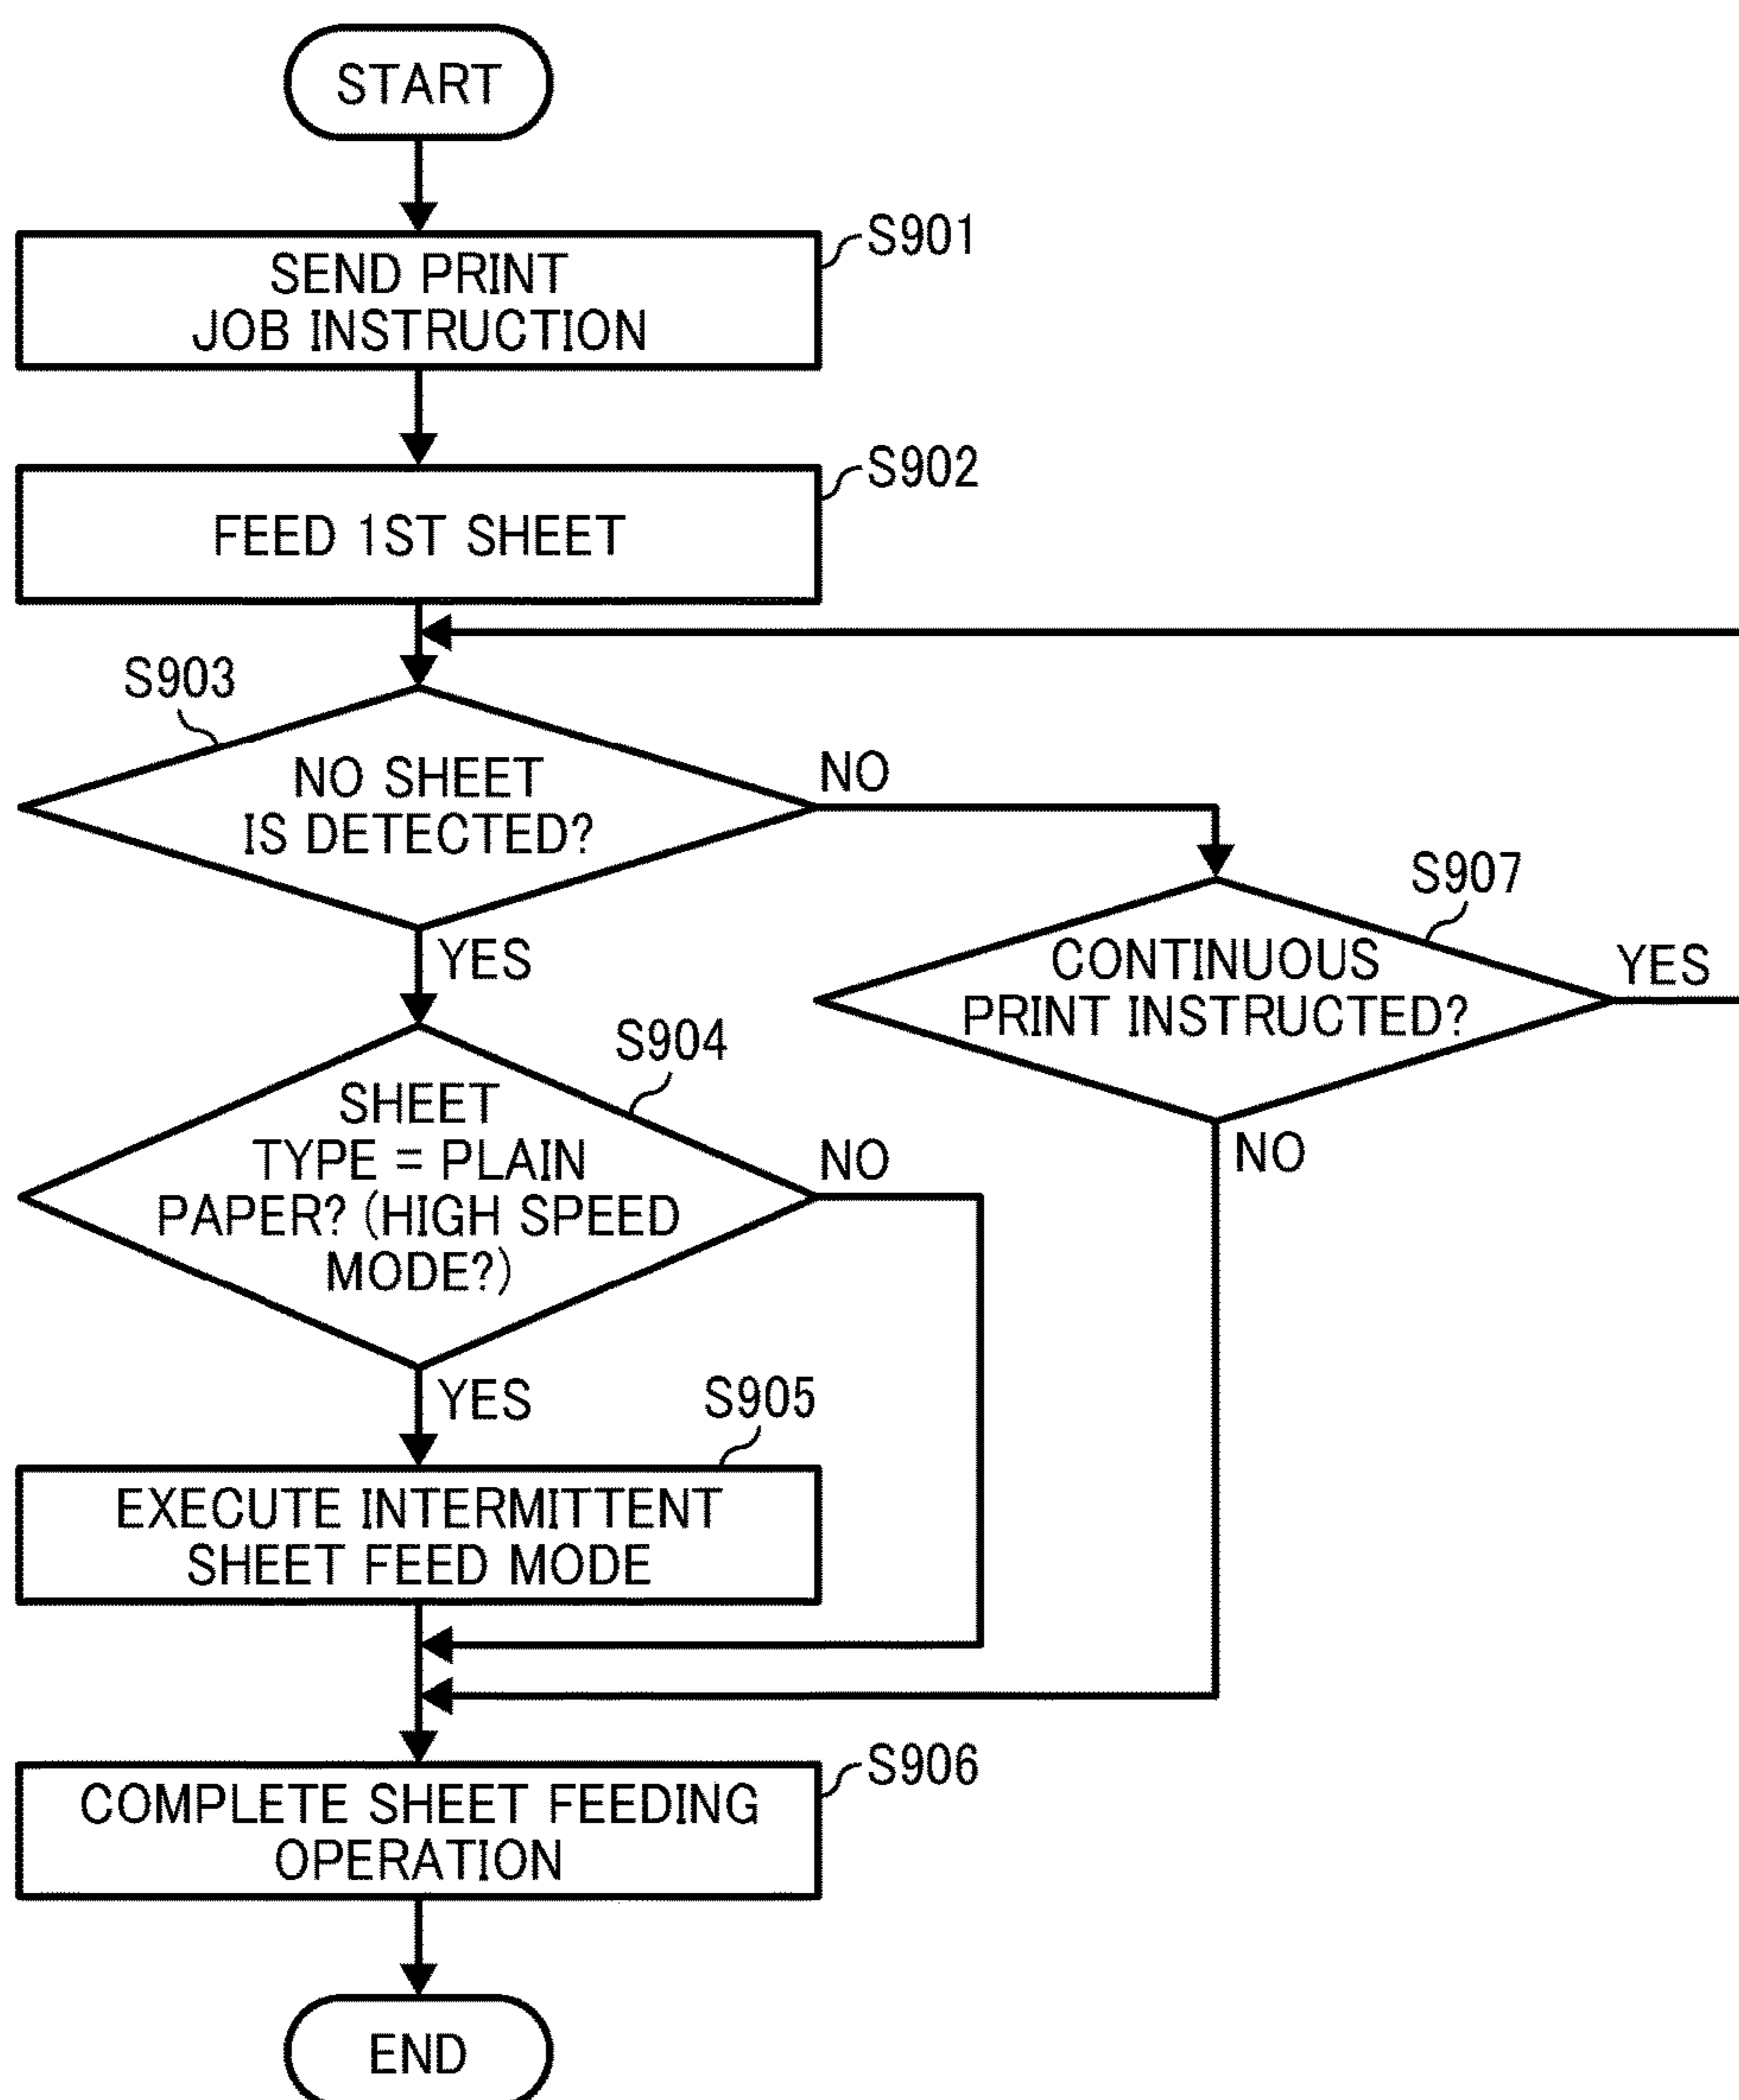 START
S901
SEND PRINT
JOB INSTRUCTION
S902
FEED 1ST SHEET
S903
NO SHEET
IS DETECTED?
NO
YES
S907
CONTINUOUS
PRINT INSTRUCTED?
YES
NO
S904
SHEET
TYPE = PLAIN
PAPER? (HIGH SPEED
MODE?)
NO
YES
S905
EXECUTE INTERMITTENT
SHEET FEED MODE
S906
COMPLETE SHEET FEEDING
OPERATION
END